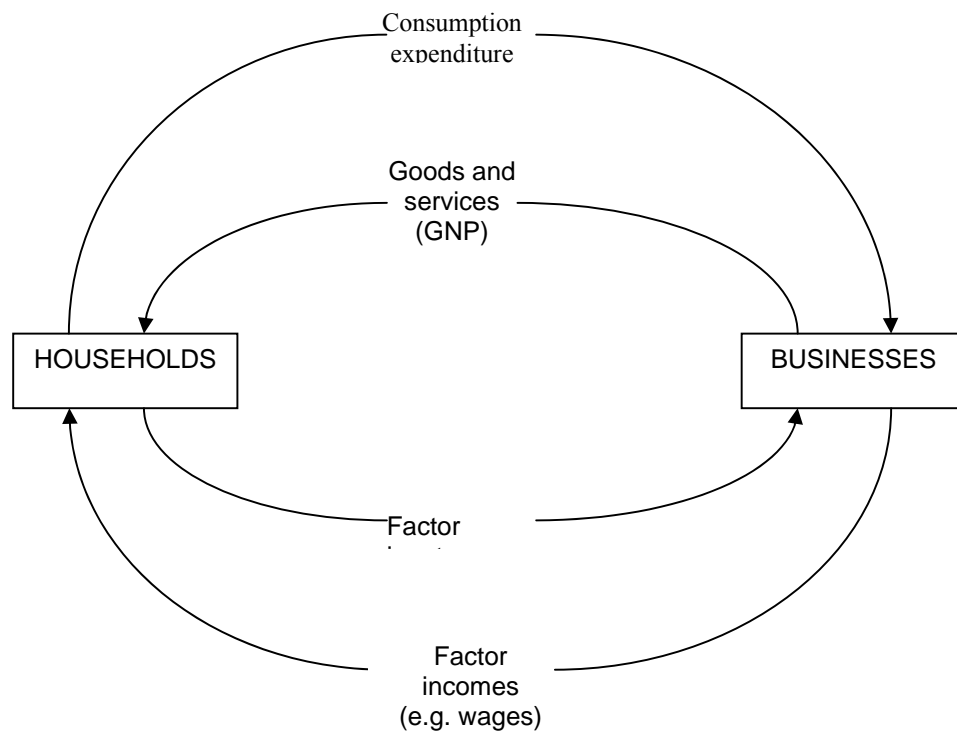 Consumption
expenditure
Goods and
services
(GNP)
HOUSEHOLDS
BUSINESSES
Factor
Factor
incomes
(e.g. wages)